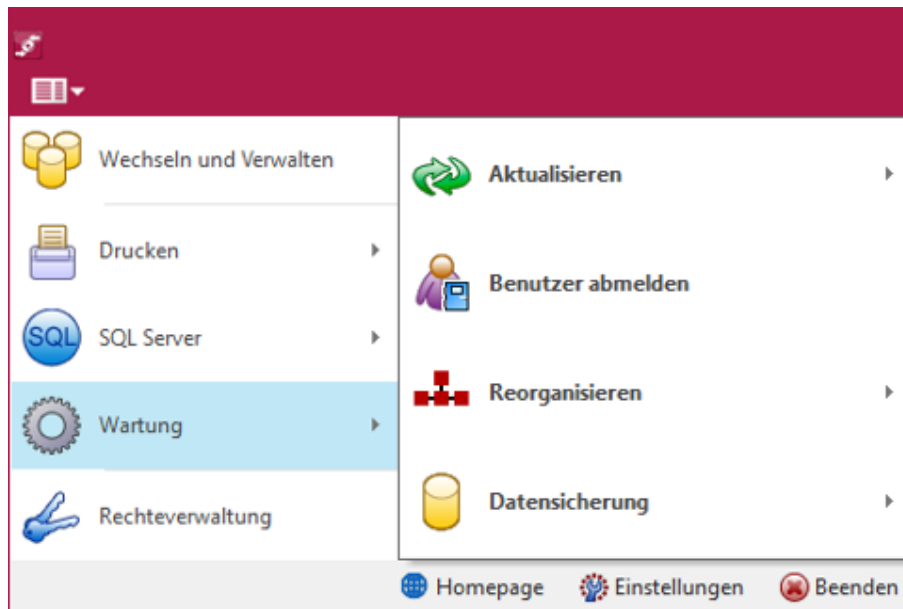 Wechseln und Verwalten
Drucken
SQL SQL Server
Wartung
Rechteverwaltung
Aktualisieren
Benutzer abmelden
Reorganisieren
Datensicherung
Homepage Einstellungen Beenden